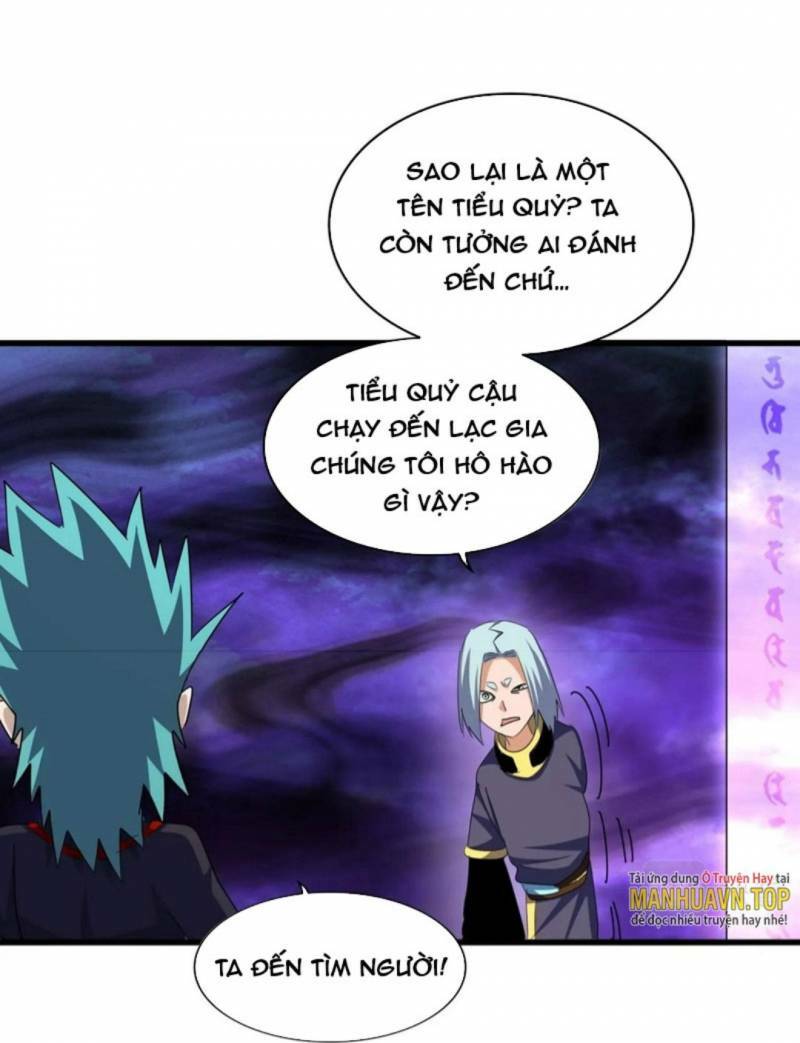 SAO LẠI LÀ MỘT
TÊN TIỂU QUỶ? TA
CÒN TƯỞNG AI ĐÁNH
ĐẾN CHỨ...
TIỂU QUỶ CẬU
CHẠY ĐẾN LẠC GIA
CHÚNG TÔI HÔ HÀO
GÌ VẬY?
TA ĐẾN TÌM NGƯỜI!
Tải ứng dụng Ổ Truyện Hay tại
MANHUAVN.TOP
để đọc nhiều truyện hay nhé!